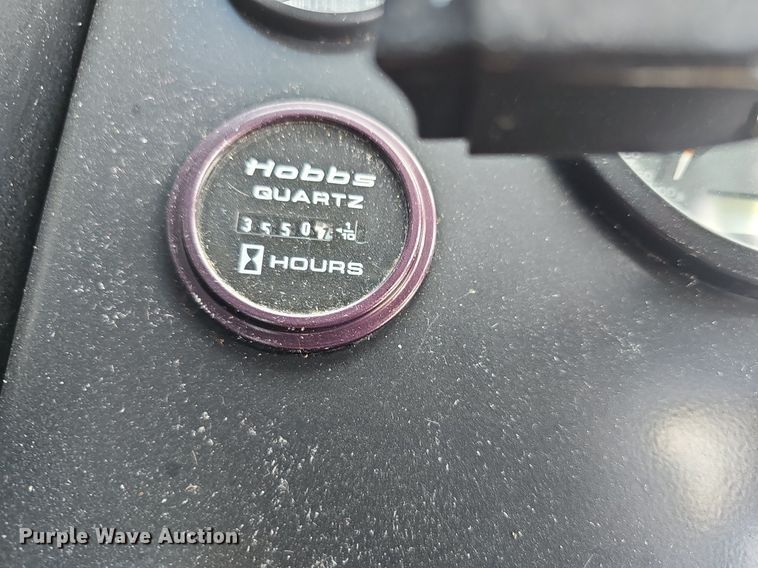 Hobbs
QUARTZ
35507 1/10
HOURS
Purple Wave Auction